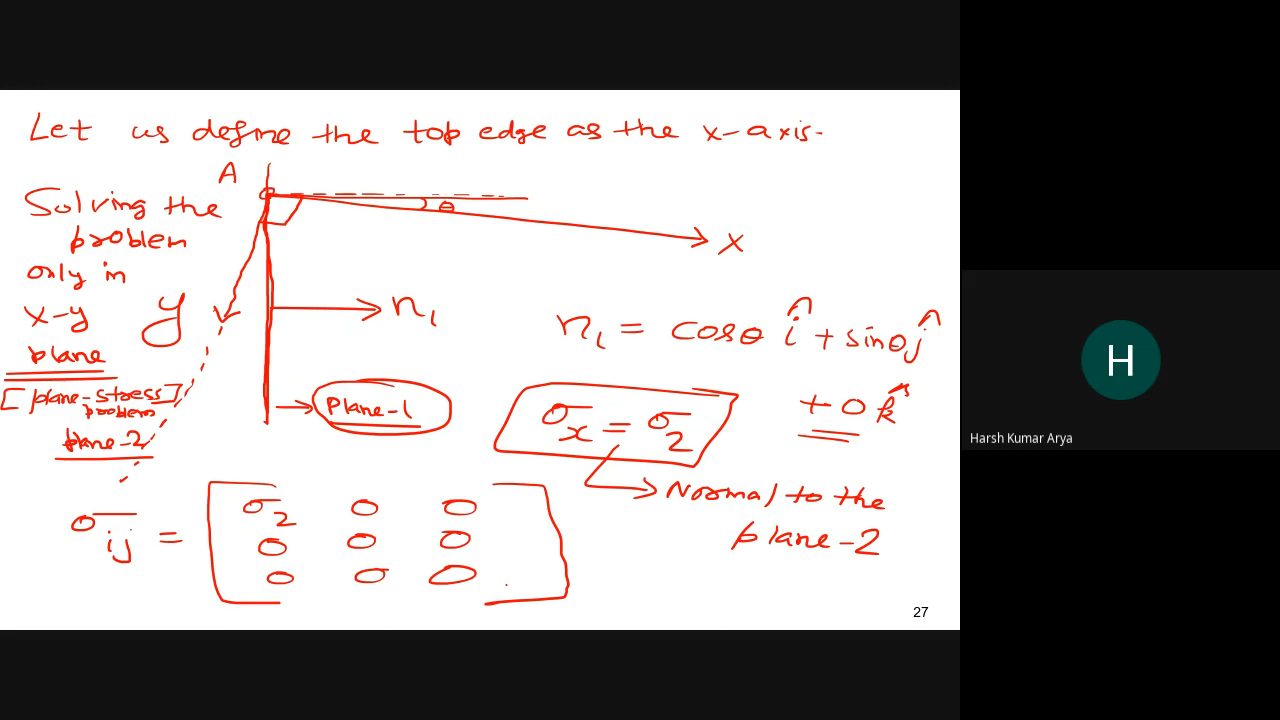 Let us define the top edge as the x-axis.
A
Solving the
problem
only in
x-y
plane
[plane-stress]
problem
plane-2
θ
x
y
n₁
n₁ = cosθ î + sinθ ĵ
+ 0 k̂
Plane-1
σx = σ2
Normal to the
plane-2
σij =
σ2 0 0
0 0 0
0 0 0
27
H
Harsh Kumar Arya